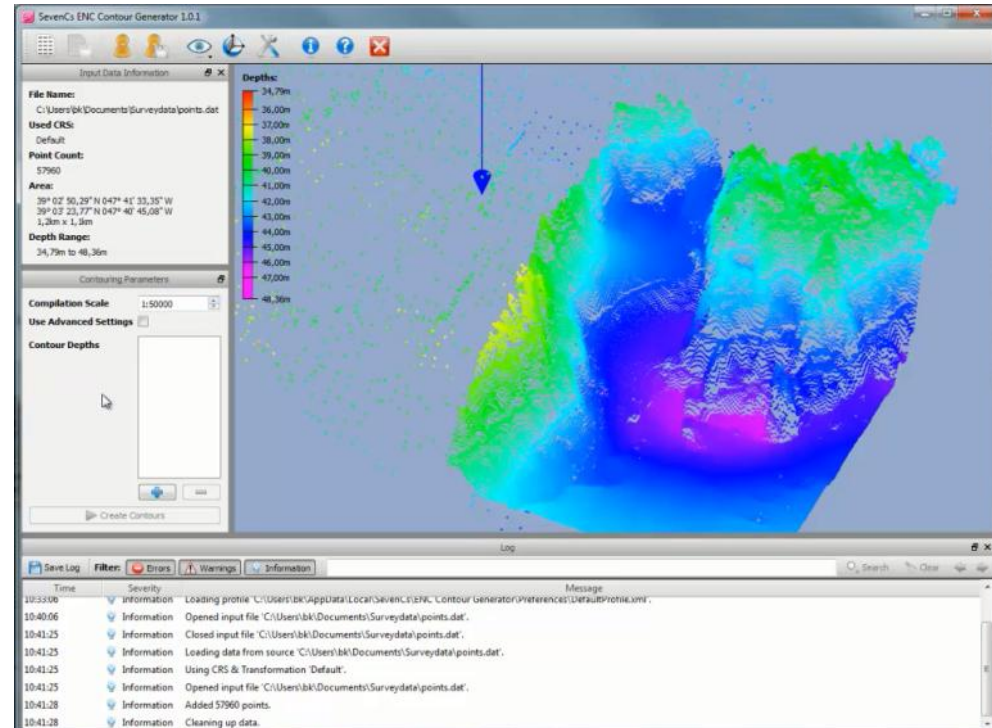 SevenCs ENC Contour Generator 1.0.1
Input Data Information
File Name:
C:\Users\bk\Documents\Surveydata\points.dat
Used CRS:
Default
Point Count:
57960
Area:
39° 02' 50,29" N 047° 41' 33,35" W
39° 03' 23,77" N 047° 40' 45,08" W
1,2km x 1,1km
Depth Range:
34,79m to 48,36m
Depths:
34,79m
36,00m
37,00m
38,00m
39,00m
40,00m
41,00m
42,00m
43,00m
44,00m
45,00m
46,00m
47,00m
48,36m
Contouring Parameters
Compilation Scale 1:50000
Use Advanced Settings
Contour Depths
Create Contours
Log
Save Log Filter: Errors Warnings Information Search Clear
Time Severity Message
10:33:06 Information Loading profile 'C:\Users\bk\AppData\Local\SevenCs\ENC Contour Generator\Preferences\DefaultProfile.xml'.
10:40:06 Information Opened input file 'C:\Users\bk\Documents\Surveydata\points.dat'.
10:41:25 Information Closed input file 'C:\Users\bk\Documents\Surveydata\points.dat'.
10:41:25 Information Loading data from source 'C:\Users\bk\Documents\Surveydata\points.dat'.
10:41:25 Information Using CRS & Transformation 'Default'.
10:41:25 Information Opened input file 'C:\Users\bk\Documents\Surveydata\points.dat'.
10:41:28 Information Added 57960 points.
10:41:28 Information Cleaning up data.